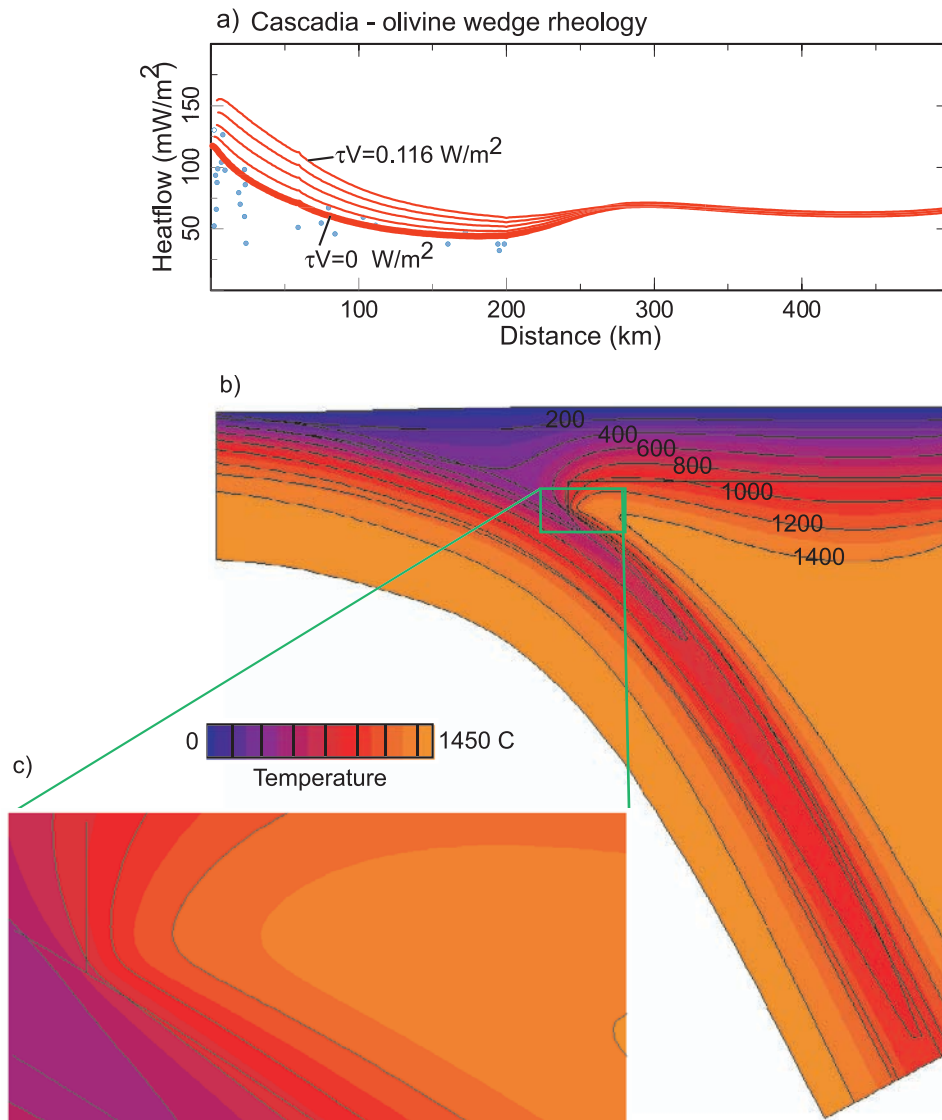 a) Cascadia - olivine wedge rheology
Heatflow (mW/m²)
150
100
50
τV=0.116 W/m²
τV=0 W/m²
100
200
300
400
Distance (km)
b)
200
400
600
800
1000
1200
1400
0
1450 C
Temperature
c)